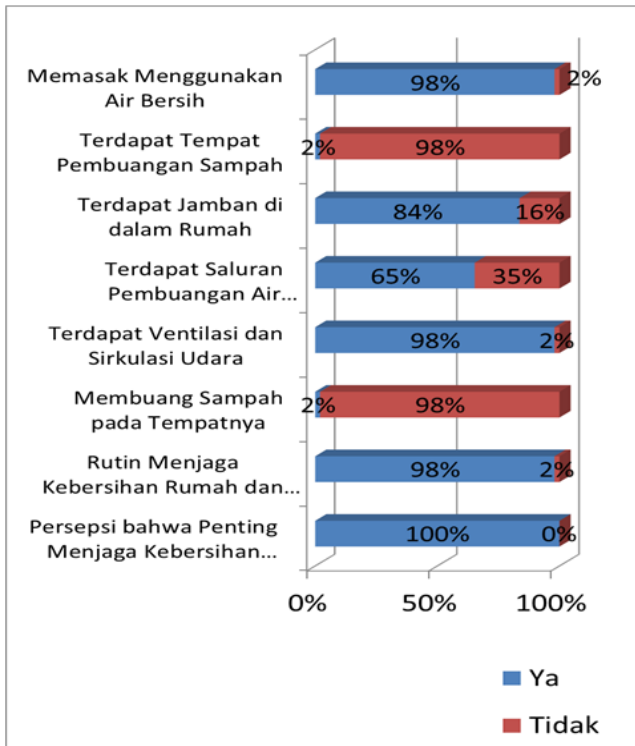 Memasak Menggunakan
Air Bersih
98%
2%
Terdapat Tempat
Pembuangan Sampah
2%
98%
Terdapat Jamban di
dalam Rumah
84%
16%
Terdapat Saluran
Pembuangan Air...
65%
35%
Terdapat Ventilasi dan
Sirkulasi Udara
98%
2%
Membuang Sampah
pada Tempatnya
2%
98%
Rutin Menjaga
Kebersihan Rumah dan...
98%
2%
Persepsi bahwa Penting
Menjaga Kebersihan...
100%
0%
0%
50%
100%
Ya
Tidak